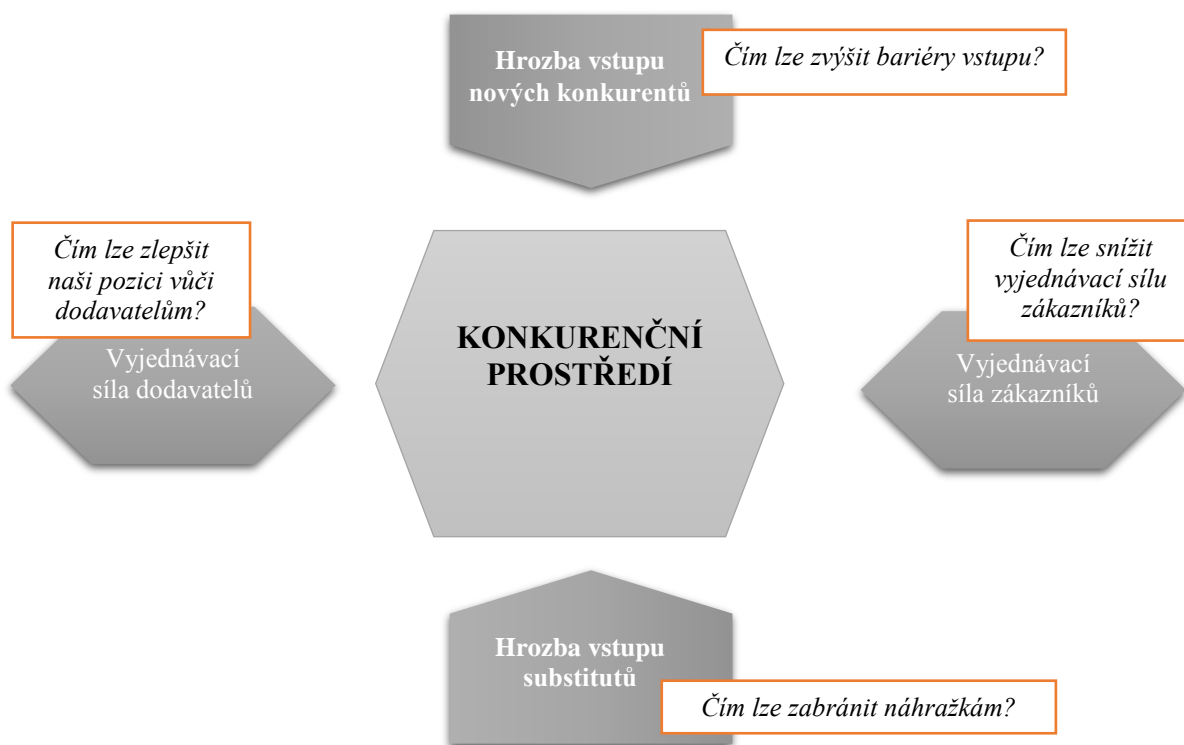 Hrozba vstupu
nových konkurentů
Čím lze zvýšit bariéry vstupu?
Čím lze zlepšit
naši pozici vůči
dodavatelům?
Vyjednávací
síla dodavatelů
KONKURENČNÍ
PROSTŘEDÍ
Čím lze snížit
vyjednávací sílu
zákazníků?
Vyjednávací
síla zákazníků
Hrozba vstupu
substitutů
Čím lze zabránit náhražkám?